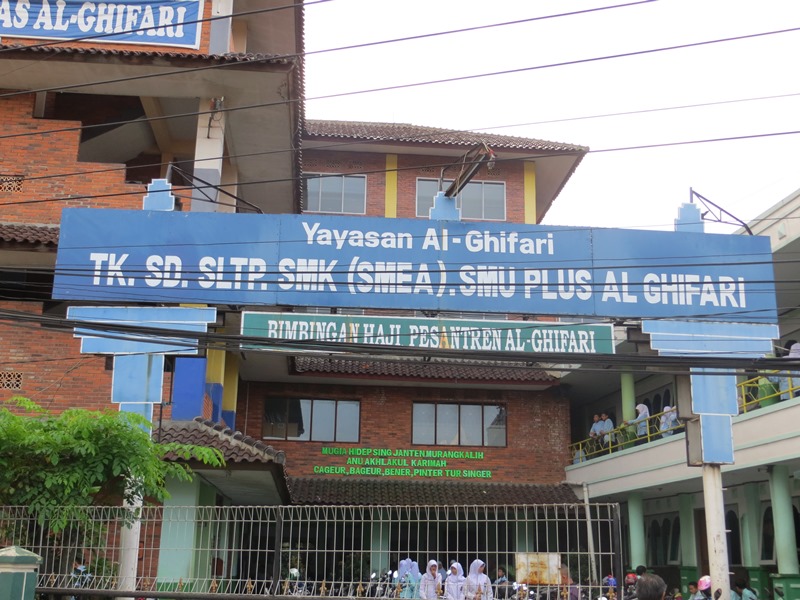 AS AL-GHIFARI
Yayasan Al-Ghifari
TK. SD. SLTP. SMK (SMEA). SMU PLUS AL GHIFARI
BIMBINGAN HAJI PESANTREN AL-GHIFARI
MUGIA HIDEP SING JANTEN MURANGKALIH
ANU AKHLAKUL KARIMAH
CAGEUR, BAGEUR, BENER, PINTER TUR SINGER